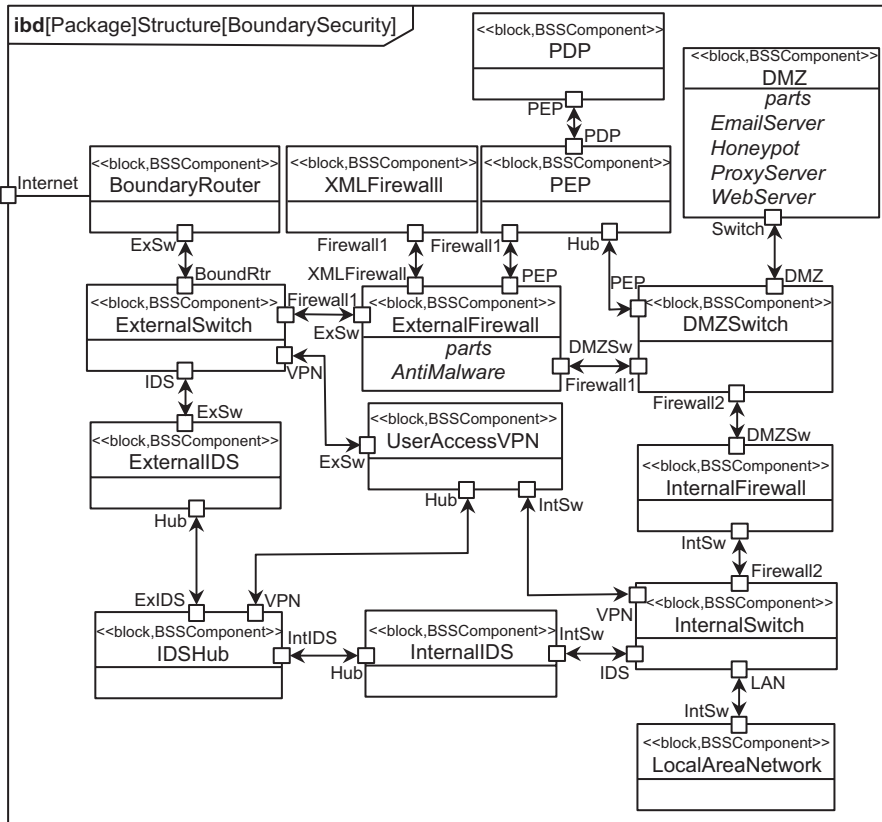 ibd[Package]Structure[BoundarySecurity]
<<block,BSSComponent>>
PDP
PEP
PDP
<<block,BSSComponent>>
DMZ
parts
EmailServer
Honeypot
ProxyServer
WebServer
Switch
Internet
<<block,BSSComponent>>
BoundaryRouter
ExSw
<<block,BSSComponent>>
XMLFirewalll
Firewall1
<<block,BSSComponent>>
PEP
Firewall1
Hub
BoundRtr
<<block,BSSComponent>>
ExternalSwitch
Firewall1
VPN
IDS
XMLFirewall
PEP
<<block,BSSComponent>>
ExternalFirewall
parts
AntiMalware
ExSw
DMZSw
PEP
DMZ
<<block,BSSComponent>>
DMZSwitch
Firewall1
Firewall2
ExSw
<<block,BSSComponent>>
ExternalIDS
Hub
<<block,BSSComponent>>
UserAccessVPN
ExSw
Hub
IntSw
DMZSw
<<block,BSSComponent>>
InternalFirewall
IntSw
ExIDS
VPN
<<block,BSSComponent>>
IDSHub
IntIDS
<<block,BSSComponent>>
InternalIDS
Hub
IntSw
Firewall2
VPN
<<block,BSSComponent>>
InternalSwitch
IDS
LAN
IntSw
<<block,BSSComponent>>
LocalAreaNetwork